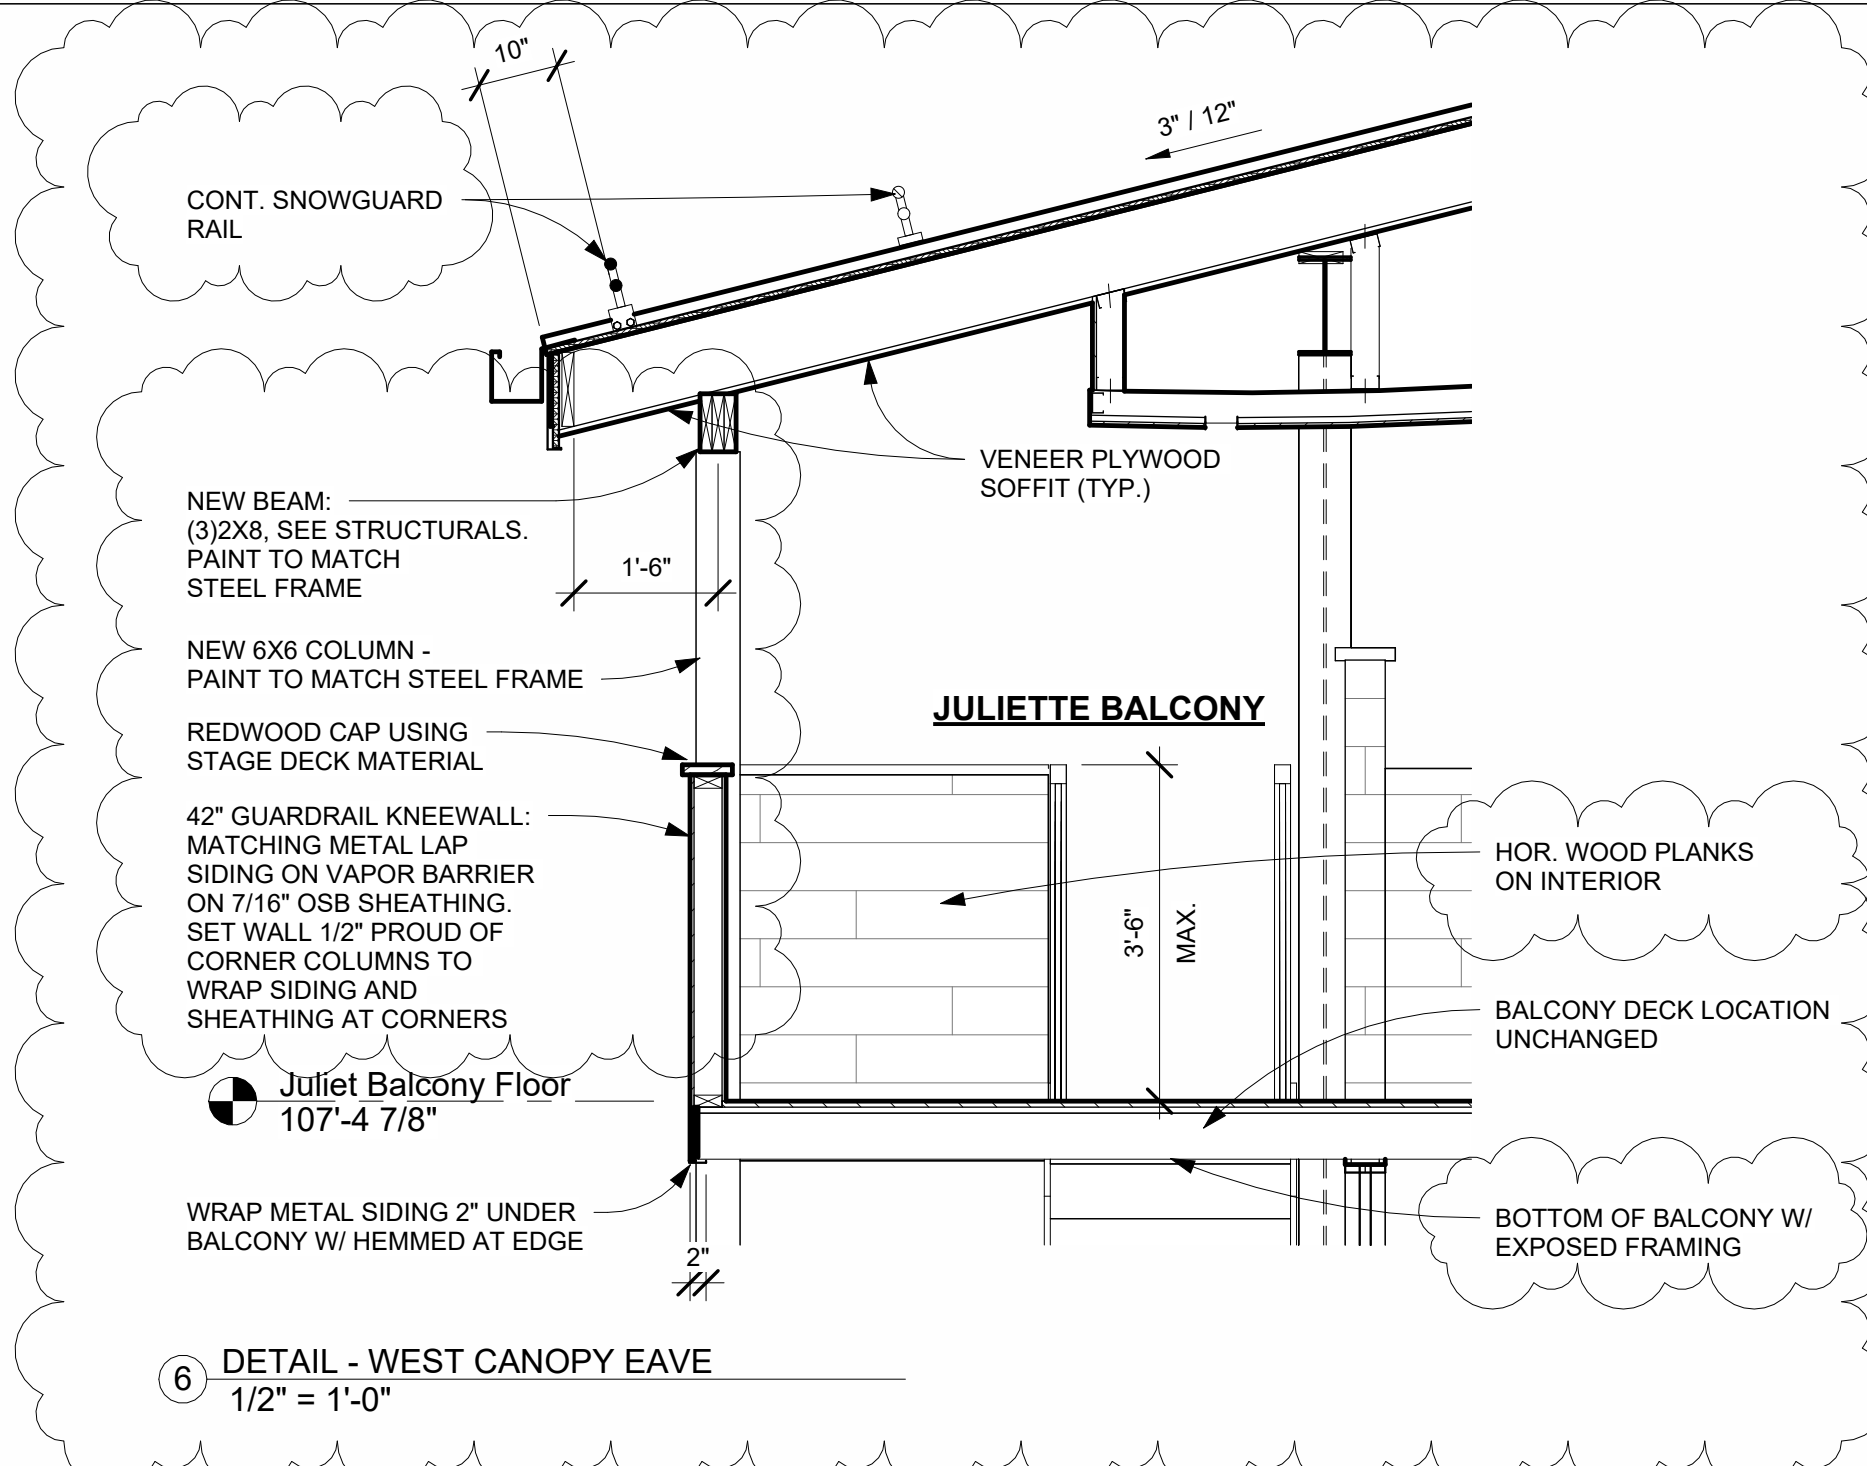 10"
3" / 12"
CONT. SNOWGUARD
RAIL
VENEER PLYWOOD
SOFFIT (TYP.)
NEW BEAM:
(3)2X8, SEE STRUCTURALS.
PAINT TO MATCH
STEEL FRAME
1'-6"
NEW 6X6 COLUMN -
PAINT TO MATCH STEEL FRAME
JULIETTE BALCONY
REDWOOD CAP USING
STAGE DECK MATERIAL
42" GUARDRAIL KNEEWALL:
MATCHING METAL LAP
SIDING ON VAPOR BARRIER
ON 7/16" OSB SHEATHING.
SET WALL 1/2" PROUD OF
CORNER COLUMNS TO
WRAP SIDING AND
SHEATHING AT CORNERS
HOR. WOOD PLANKS
ON INTERIOR
3'-6"
MAX.
BALCONY DECK LOCATION
UNCHANGED
Juliet Balcony Floor
107'-4 7/8"
WRAP METAL SIDING 2" UNDER
BALCONY W/ HEMMED AT EDGE
2"
BOTTOM OF BALCONY W/
EXPOSED FRAMING
6
DETAIL - WEST CANOPY EAVE
1/2" = 1'-0"